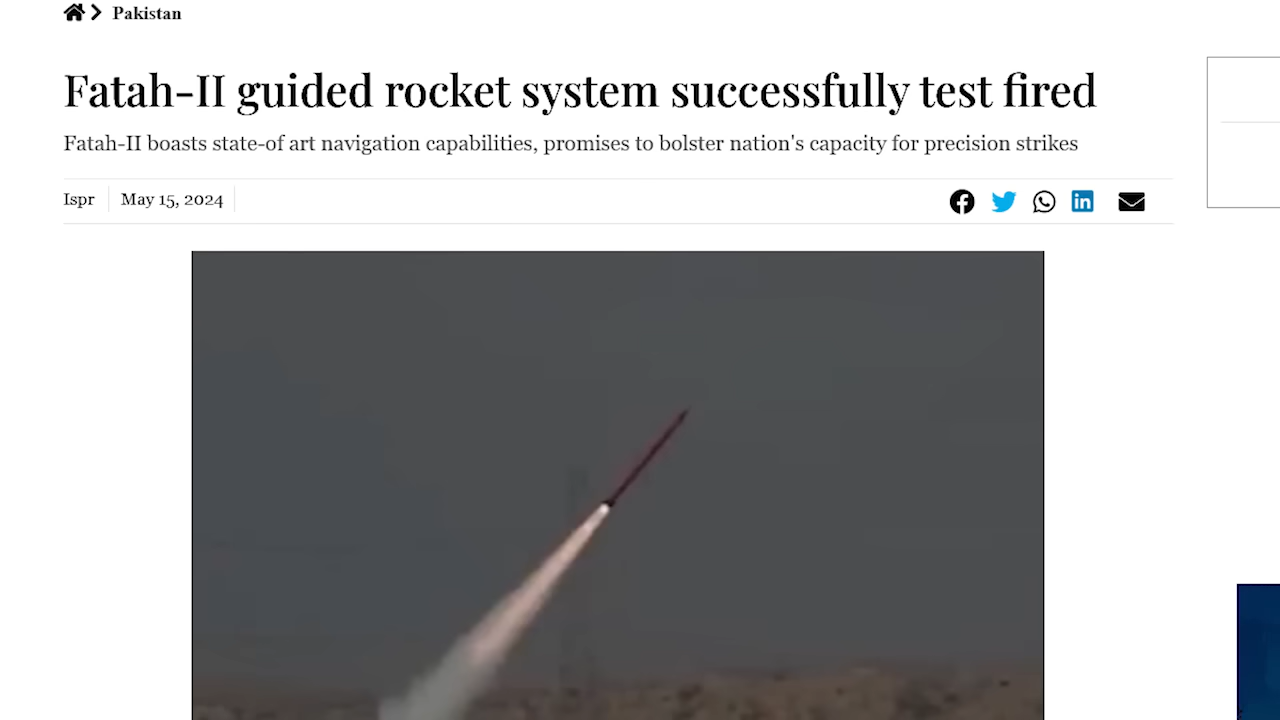 Pakistan
Fatah-II guided rocket system successfully test fired
Fatah-II boasts state-of art navigation capabilities, promises to bolster nation's capacity for precision strikes
Ispr
May 15, 2024
in